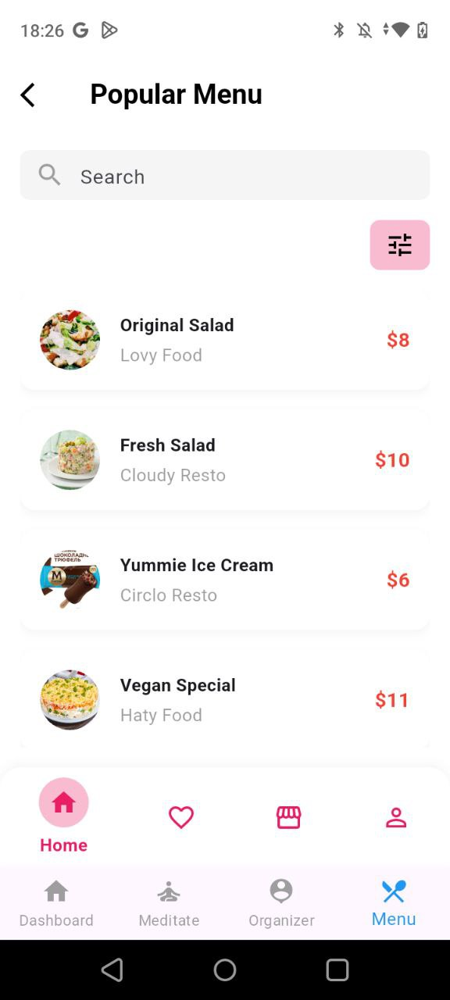 18:26
Popular Menu
Search
Original Salad
Lovy Food
$8
Fresh Salad
Cloudy Resto
$10
ШОКОЛАДН
ТРЮФЕЛЬ
M
Yummie Ice Cream
Circlo Resto
$6
Vegan Special
Haty Food
$11
Home
Dashboard
Meditate
Organizer
Menu